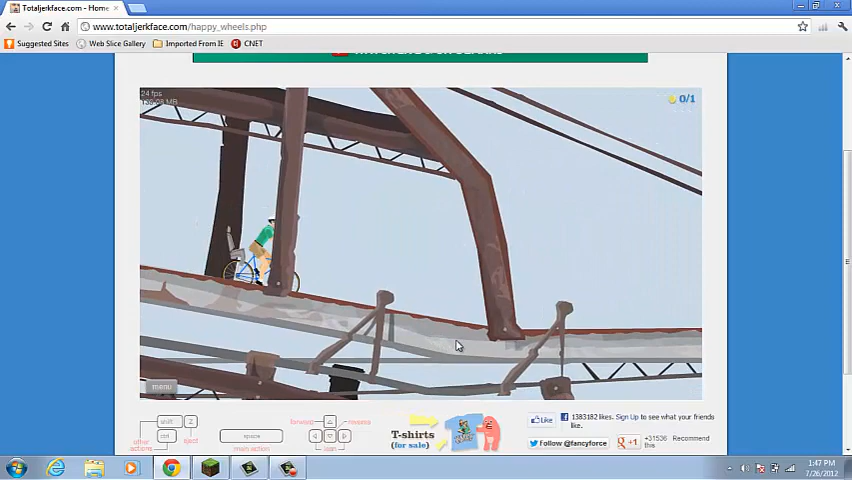 Totaljerkface.com - Home
www.totaljerkface.com/happy_wheels.php
Suggested Sites
Web Slice Gallery
Imported From IE
CNET
24 fps
0/1
menu
shift
Z
other actions
ctrl
eject
space
main action
forward
reverse
lean
T-shirts
(for sale)
Like
1383182 likes. Sign Up to see what your friends
like.
Follow @fancyforce
+1
+31536 Recommend
this
1:47 PM
7/26/2012